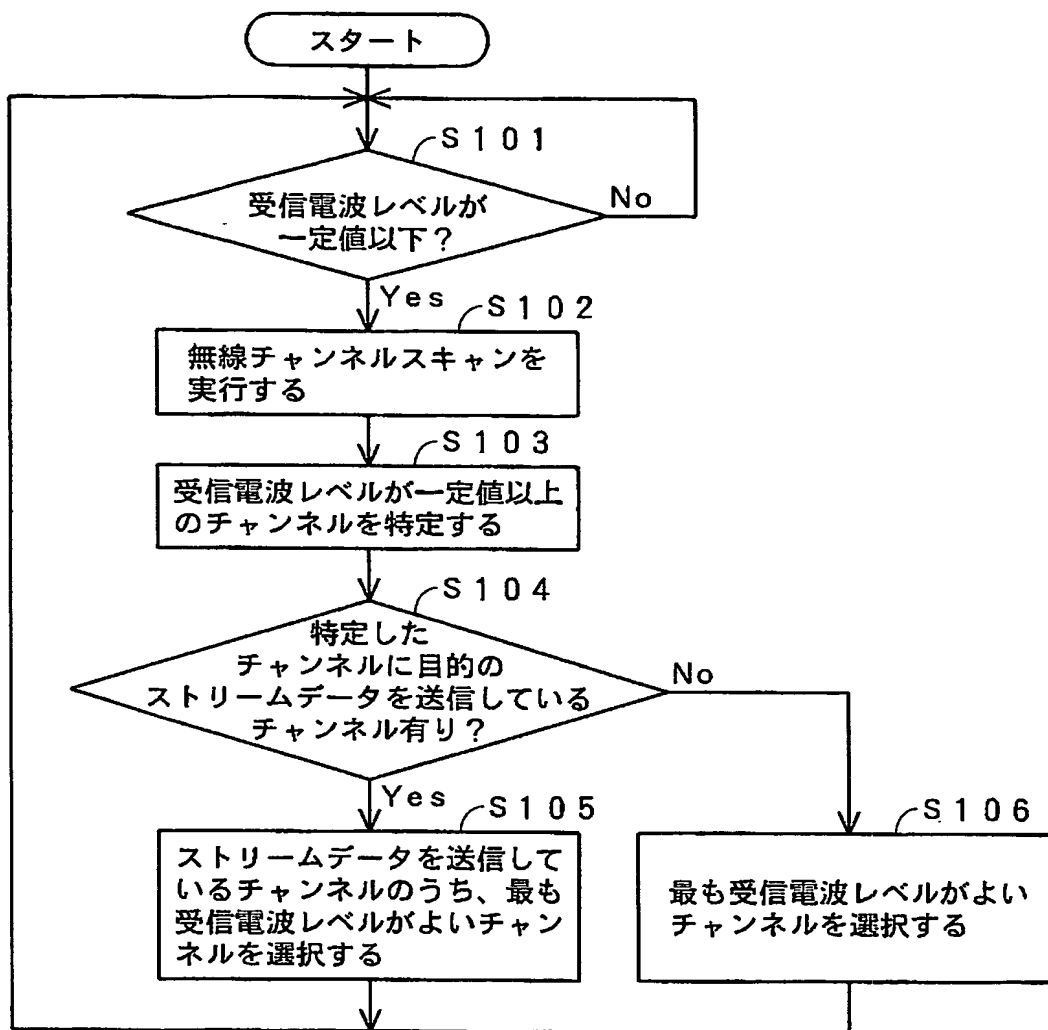 スタート
S101
受信電波レベルが
一定値以下？
No
Yes
S102
無線チャンネルスキャンを
実行する
S103
受信電波レベルが一定値以上
のチャンネルを特定する
S104
特定した
チャンネルに目的の
ストリームデータを送信している
チャンネル有り？
No
Yes
S105
ストリームデータを送信して
いるチャンネルのうち、最も
受信電波レベルがよいチャン
ネルを選択する
S106
最も受信電波レベルがよい
チャンネルを選択する